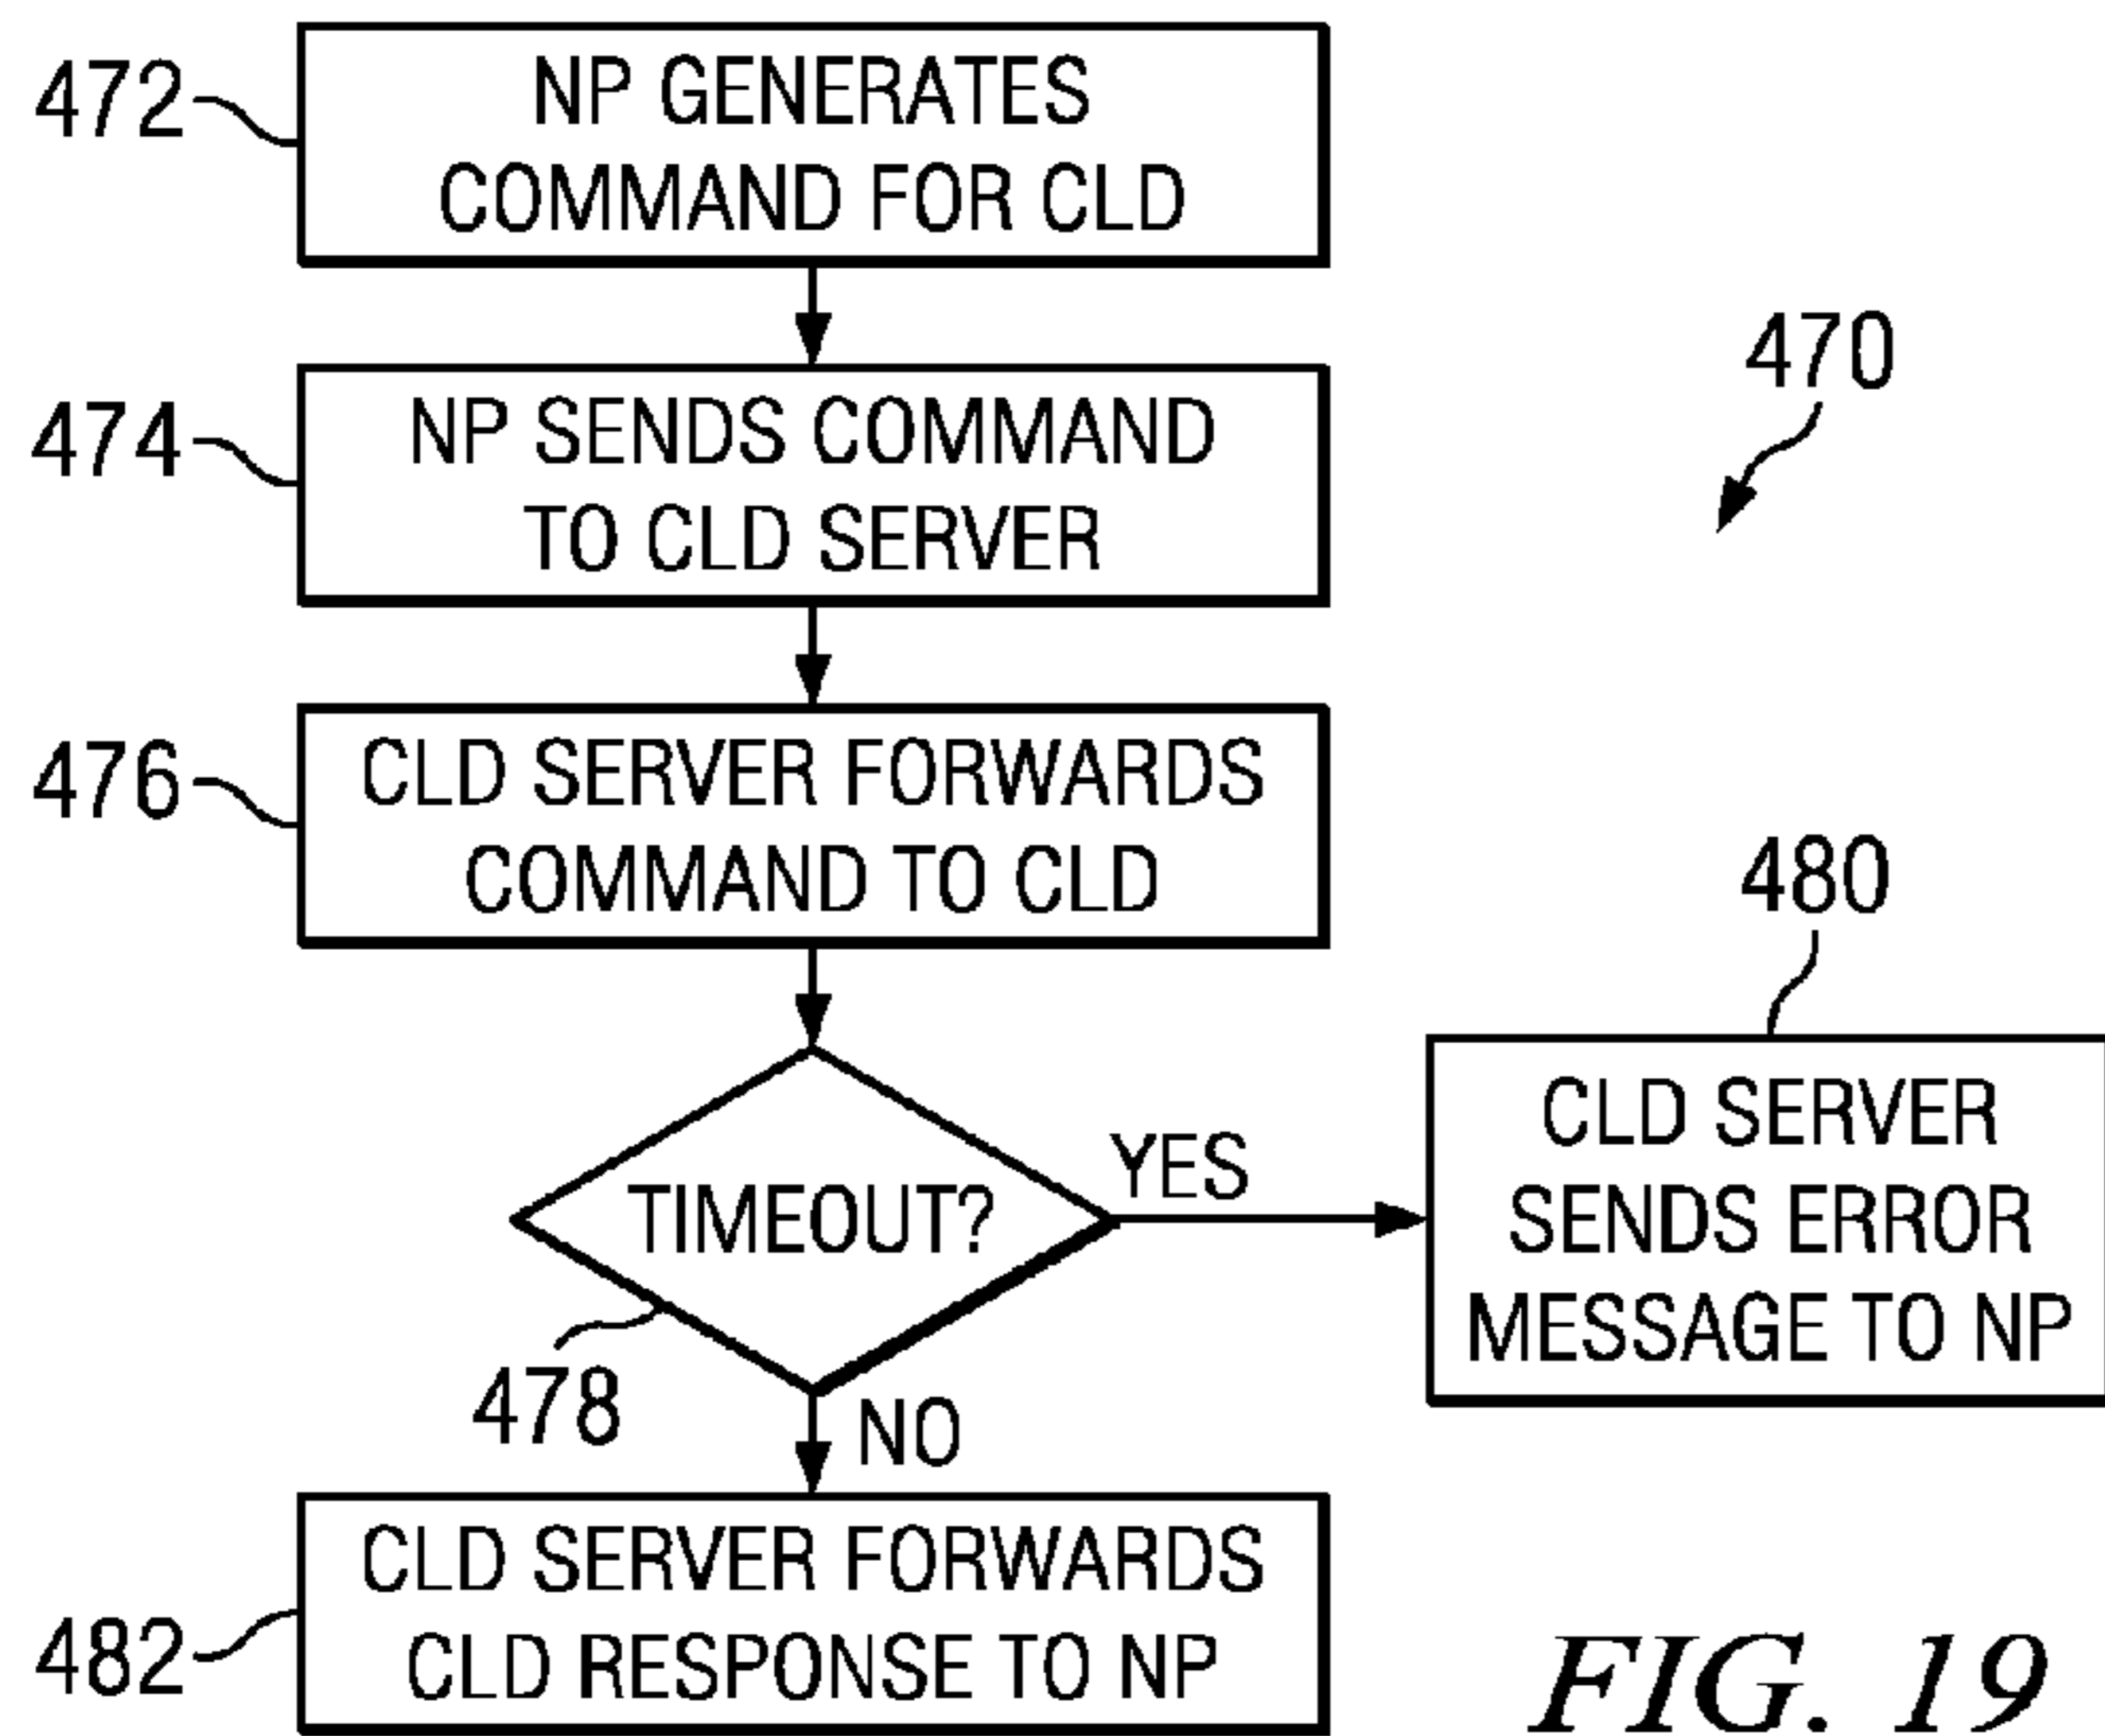 472
NP GENERATES
COMMAND FOR CLD
474
NP SENDS COMMAND
TO CLD SERVER
470
476
CLD SERVER FORWARDS
COMMAND TO CLD
480
TIMEOUT?
YES
CLD SERVER
SENDS ERROR
MESSAGE TO NP
478
NO
482
CLD SERVER FORWARDS
CLD RESPONSE TO NP
FIG. 19